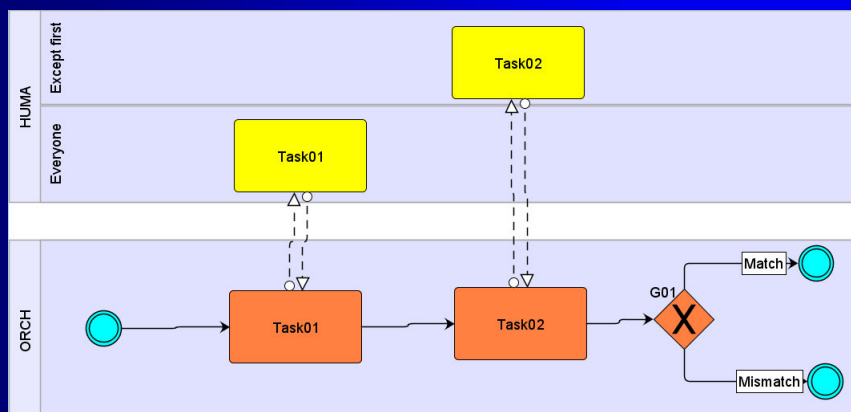 HUMA
Except first
Task02
Everyone
Task01
ORCH
Task01
Task02
G01
X
Match
Mismatch